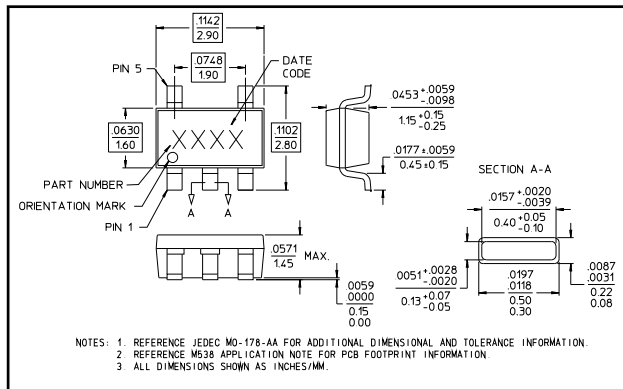 .1142
2.90
.0748
1.90
PIN 5
DATE
CODE
.0453 +.0059
-.0098
1.15 +0.15
-0.25
.0630
1.60
XXXX
.1102
2.80
.0177 ±.0059
0.45±0.15
SECTION A-A
PART NUMBER
ORIENTATION MARK
PIN 1
A
A
.0157 +.0020
-.0039
0.40 +0.05
-0.10
.0571
1.45
MAX.
.0059
.0000
0.15
0.00
.0051 +.0028
-.0020
0.13 +0.07
-0.05
.0197
.0118
0.50
0.30
.0087
.0031
0.22
0.08
NOTES: 1. REFERENCE JEDEC MO-178-AA FOR ADDITIONAL DIMENSIONAL AND TOLERANCE INFORMATION.
2. REFERENCE M538 APPLICATION NOTE FOR PCB FOOTPRINT INFORMATION.
3. ALL DIMENSIONS SHOWN AS INCHES/MM.